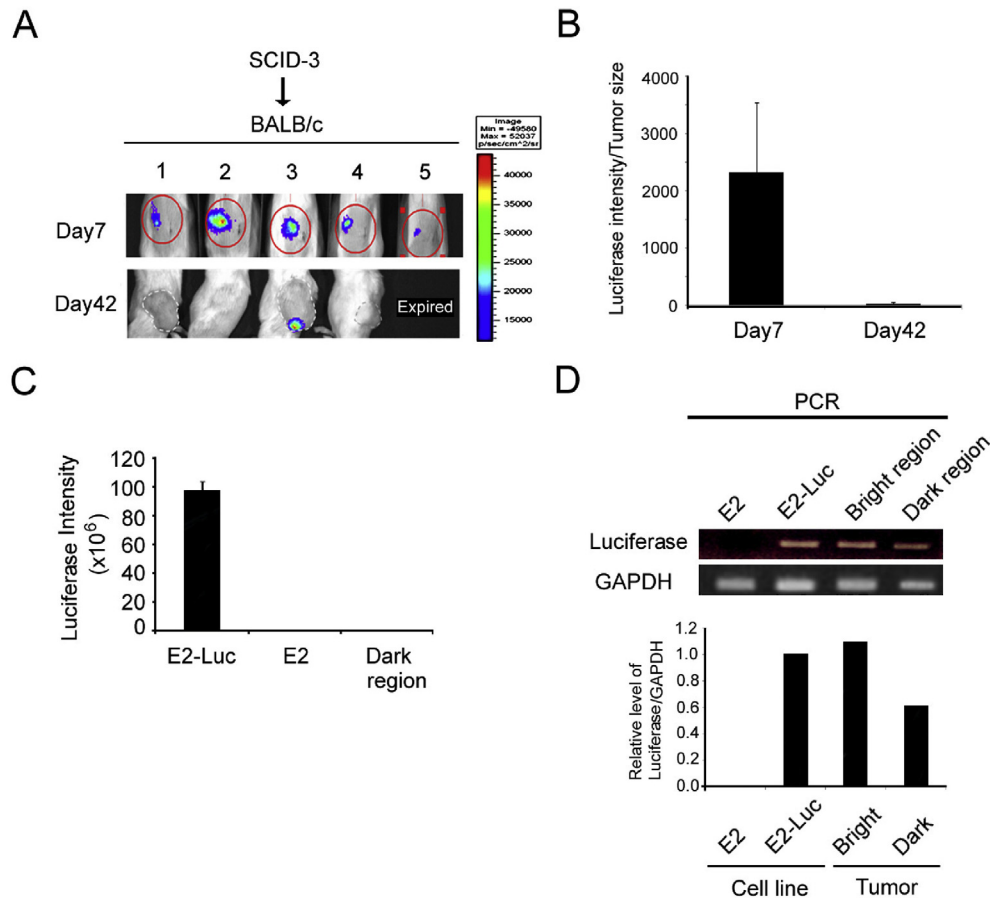 A
SCID-3
BALB/c
1 2 3 4 5
Day7
Day42
Expired
Image
Min = -49580
Max = 52037
p/sec/cm^2/sr
40000
35000
30000
25000
20000
15000
B
Luciferase intensity/Tumor size
4000
3000
2000
1000
0
Day7 Day42
C
Luciferase Intensity
(x10⁶)
120
100
80
60
40
20
0
E2-Luc E2 Dark
region
D
PCR
E2 E2-Luc Bright region Dark region
Luciferase
GAPDH
Relative level of
Luciferase/GAPDH
1.2
1.0
0.8
0.6
0.4
0.2
0.0
E2 E2-Luc Bright Dark
Cell line Tumor